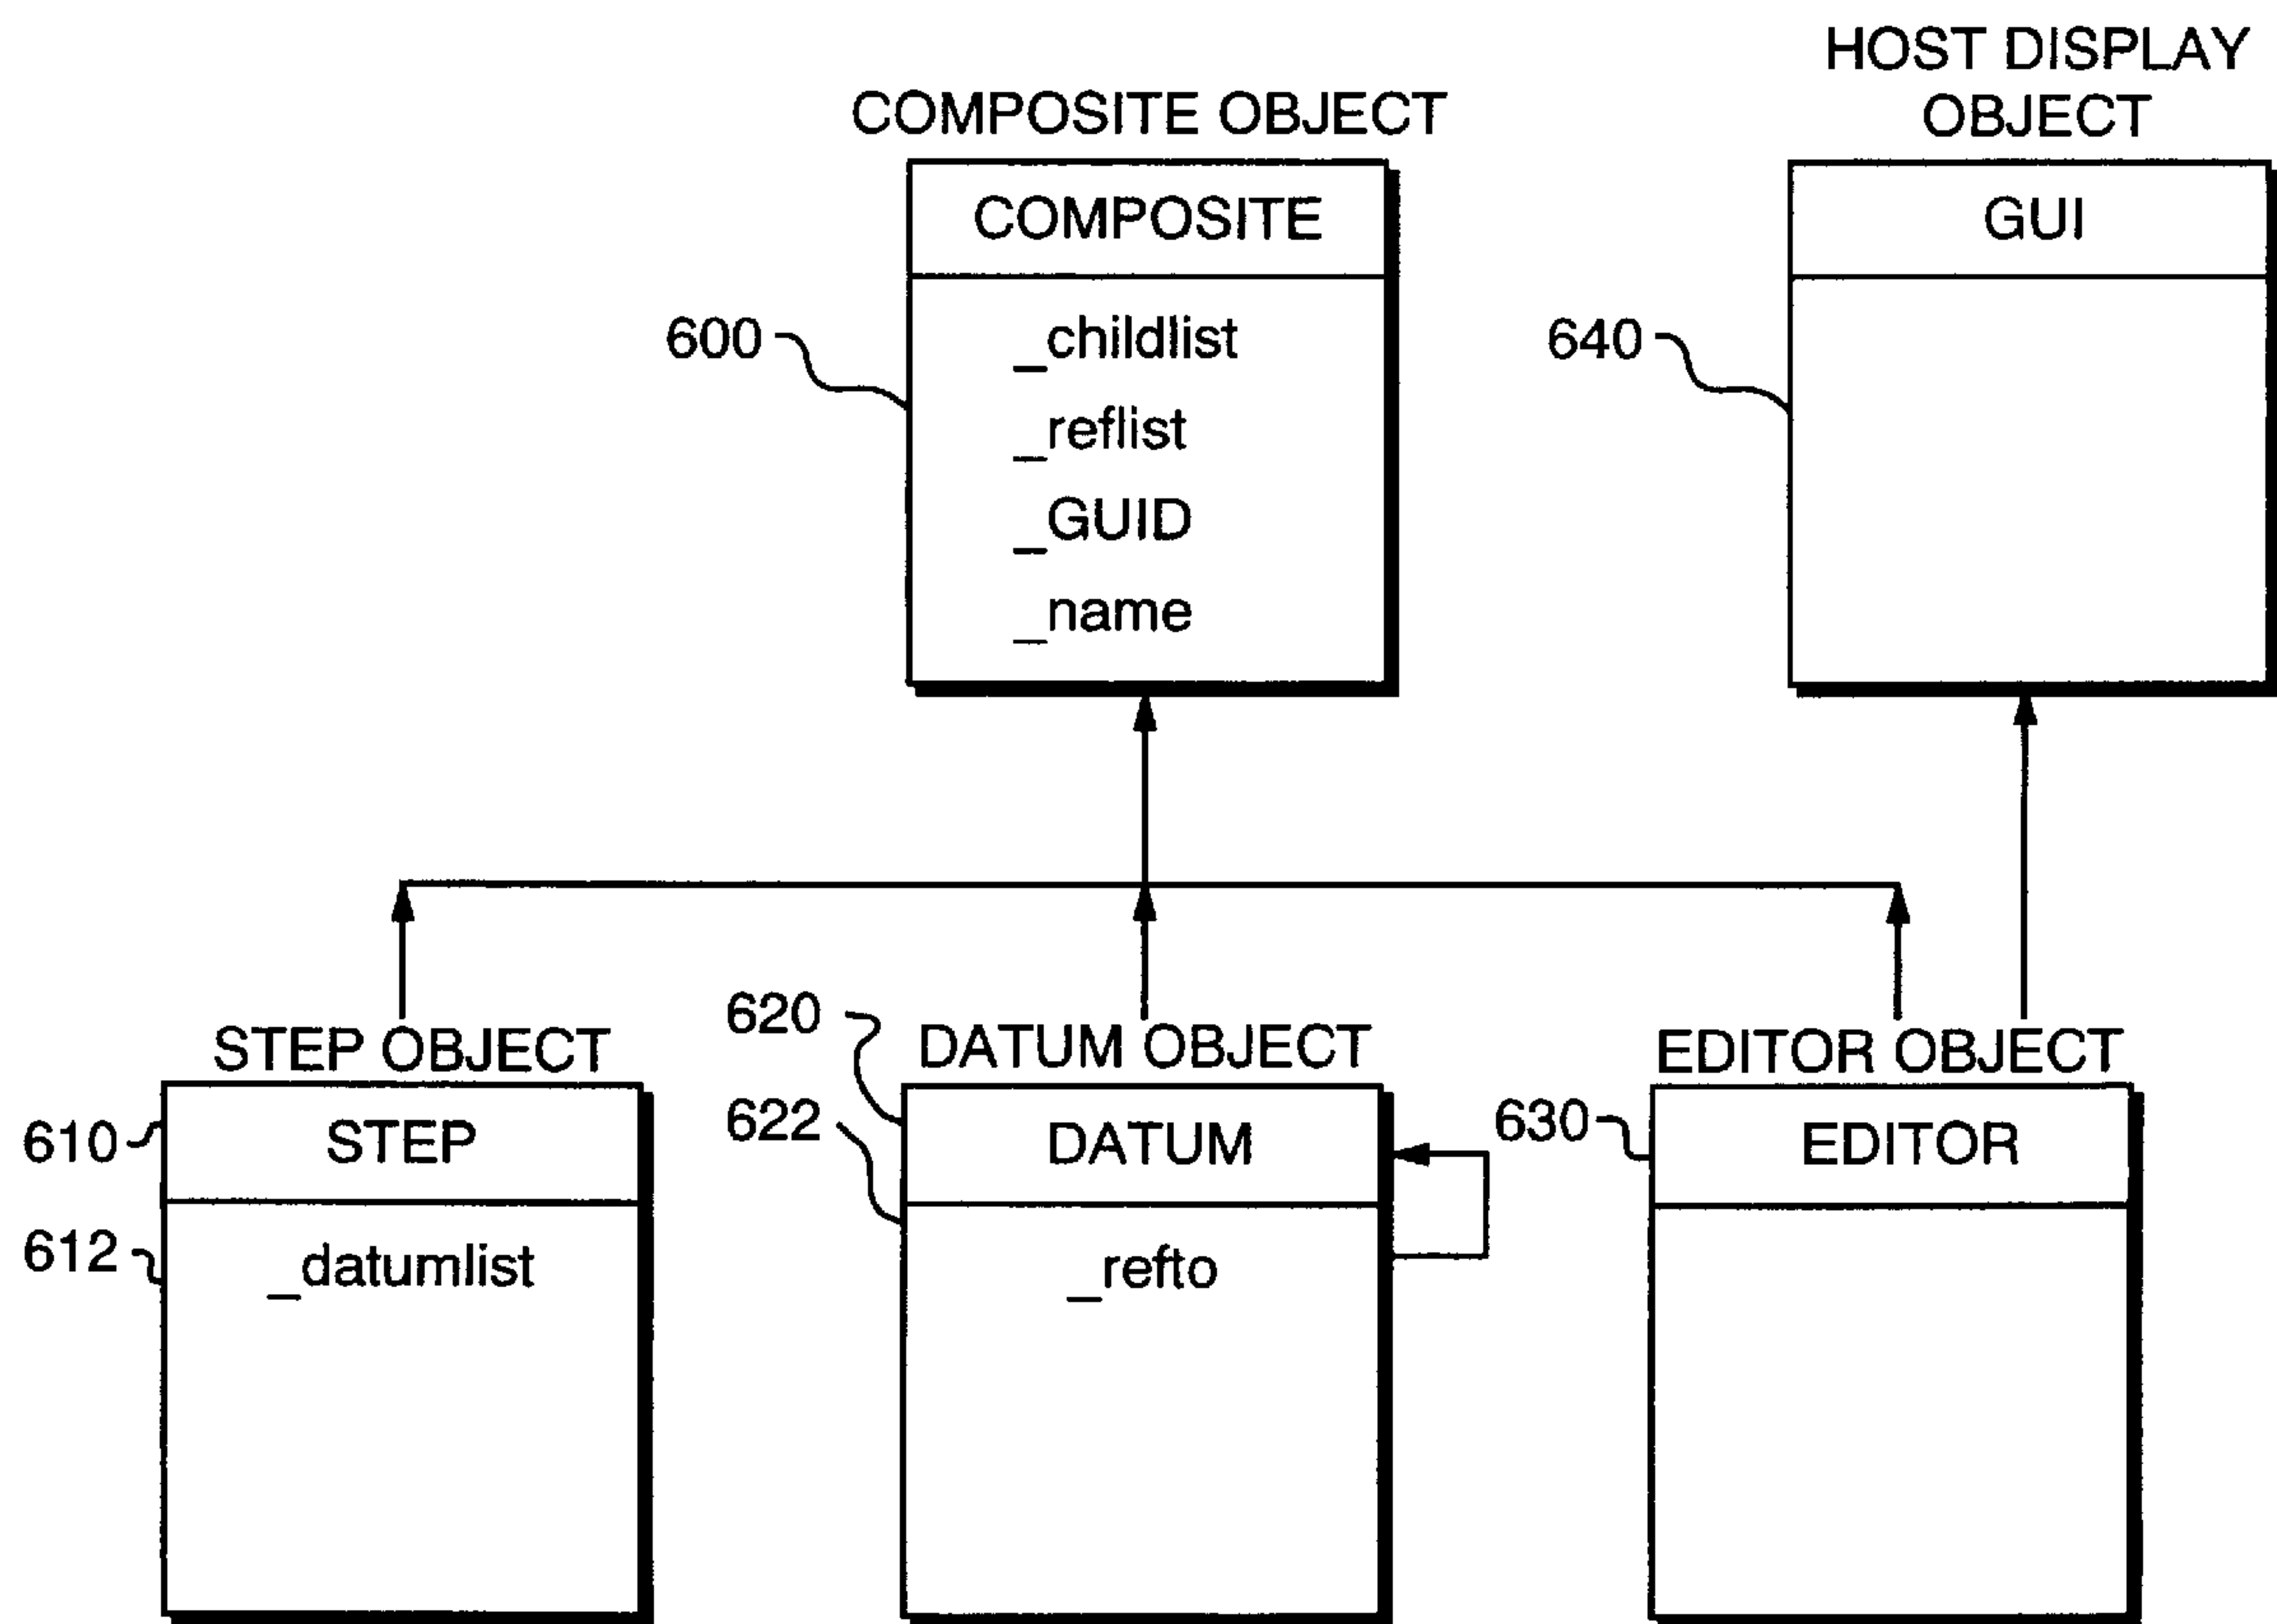 HOST DISPLAY
OBJECT
COMPOSITE OBJECT
COMPOSITE
GUI
600
_childlist
640
_reflist
_GUID
_name
620
STEP OBJECT
DATUM OBJECT
EDITOR OBJECT
622
630
610
STEP
DATUM
EDITOR
612
_datumlist
_refto